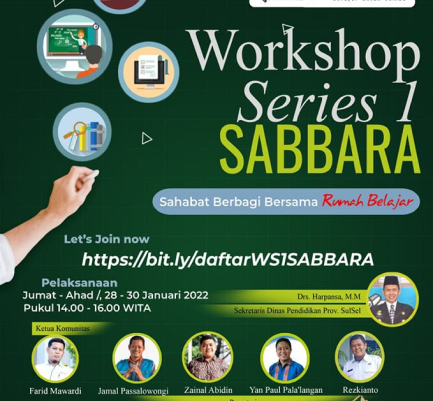 Workshop
Series 1
SABBARA
Sahabat Berbagi Bersama Rumah Belajar
Let's Join now
https://bit.ly/daftarWS1SABBARA
Pelaksanaan
Jumat - Ahad /, 28 - 30 Januari 2022
Pukul 14.00 - 16.00 WITA
Drs. Harpansa, M.M
Sekretaris Dinas Pendidikan Prov. SulSel
Ketua Komunitas
Farid Mawardi
Jamal Passalowongi
Zainal Abidin
Yan Paul Pala'langan
Rezkianto